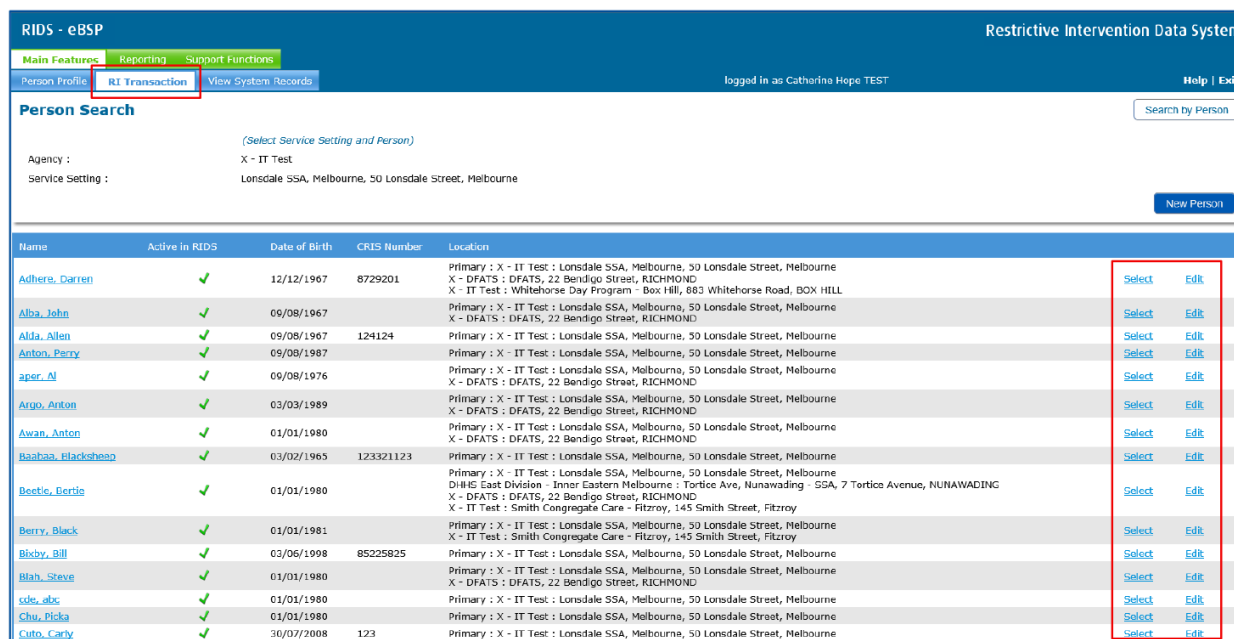 RIDS - eBSP
Restrictive Intervention Data System
Main Features Reporting Support Functions
Person Profile RI Transaction View System Records logged in as Catherine Hope TEST Help | Exi
Person Search
Search by Person
(Select Service Setting and Person)
Agency : X - IT Test
Service Setting : Lonsdale SSA, Melbourne, 50 Lonsdale Street, Melbourne
New Person
Name Active in RIDS Date of Birth CRIS Number Location
Primary : X - IT Test : Lonsdale SSA, Melbourne, 50 Lonsdale Street, Melbourne
Adhere, Darren 12/12/1967 8729201 X - DFATS : DFATS, 22 Bendigo Street, RICHMOND Select Edit
X - IT Test : Whitehorse Day Program - Box Hill, 883 Whitehorse Road, BOX HILL
Alba, John 09/08/1967 Primary : X - IT Test : Lonsdale SSA, Melbourne, 50 Lonsdale Street, Melbourne Select Edit
X - DFATS : DFATS, 22 Bendigo Street, RICHMOND
Alda, Allen 09/08/1967 124124 Primary : X - IT Test : Lonsdale SSA, Melbourne, 50 Lonsdale Street, Melbourne Select Edit
Anton, Perry 09/08/1987 Primary : X - IT Test : Lonsdale SSA, Melbourne, 50 Lonsdale Street, Melbourne Select Edit
aper, Al 09/08/1976 Primary : X - IT Test : Lonsdale SSA, Melbourne, 50 Lonsdale Street, Melbourne Select Edit
X - DFATS : DFATS, 22 Bendigo Street, RICHMOND
Argo, Anton 03/03/1989 Primary : X - IT Test : Lonsdale SSA, Melbourne, 50 Lonsdale Street, Melbourne Select Edit
X - DFATS : DFATS, 22 Bendigo Street, RICHMOND
Awan, Anton 01/01/1980 Primary : X - IT Test : Lonsdale SSA, Melbourne, 50 Lonsdale Street, Melbourne Select Edit
X - DFATS : DFATS, 22 Bendigo Street, RICHMOND
Baabaa, Blacksheep 03/02/1965 123321123 Primary : X - IT Test : Lonsdale SSA, Melbourne, 50 Lonsdale Street, Melbourne Select Edit
Primary : X - IT Test : Lonsdale SSA, Melbourne, 50 Lonsdale Street, Melbourne
Beetle, Bertie 01/01/1980 DHHS East Division - Inner Eastern Melbourne : Tortice Ave, Nunawading - SSA, 7 Tortice Avenue, NUNAWADING Select Edit
X - DFATS : DFATS, 22 Bendigo Street, RICHMOND
X - IT Test : Smith Congregate Care - Fitzroy, 145 Smith Street, Fitzroy
Berry, Black 01/01/1981 Primary : X - IT Test : Lonsdale SSA, Melbourne, 50 Lonsdale Street, Melbourne Select Edit
X - IT Test : Smith Congregate Care - Fitzroy, 145 Smith Street, Fitzroy
Bixby, Bill 03/06/1998 85225825 Primary : X - IT Test : Lonsdale SSA, Melbourne, 50 Lonsdale Street, Melbourne Select Edit
Blah, Steve 01/01/1980 Primary : X - IT Test : Lonsdale SSA, Melbourne, 50 Lonsdale Street, Melbourne Select Edit
X - DFATS : DFATS, 22 Bendigo Street, RICHMOND
cde, abc 01/01/1980 Primary : X - IT Test : Lonsdale SSA, Melbourne, 50 Lonsdale Street, Melbourne Select Edit
Chu, Picka 01/01/1980 Primary : X - IT Test : Lonsdale SSA, Melbourne, 50 Lonsdale Street, Melbourne Select Edit
Cuto, Carly 30/07/2008 123 Primary : X - IT Test : Lonsdale SSA, Melbourne, 50 Lonsdale Street, Melbourne Select Edit